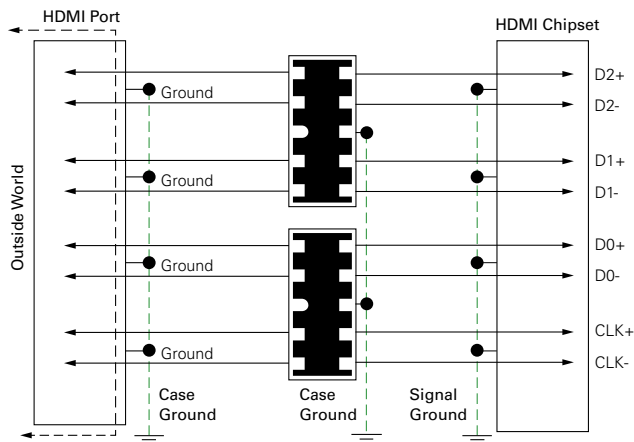 HDMI Port
HDMI Chipset
D2+
Ground
D2-
D1+
Ground
D1-
Outside World
D0+
Ground
D0-
CLK+
Ground
CLK-
Case
Ground
Case
Ground
Signal
Ground